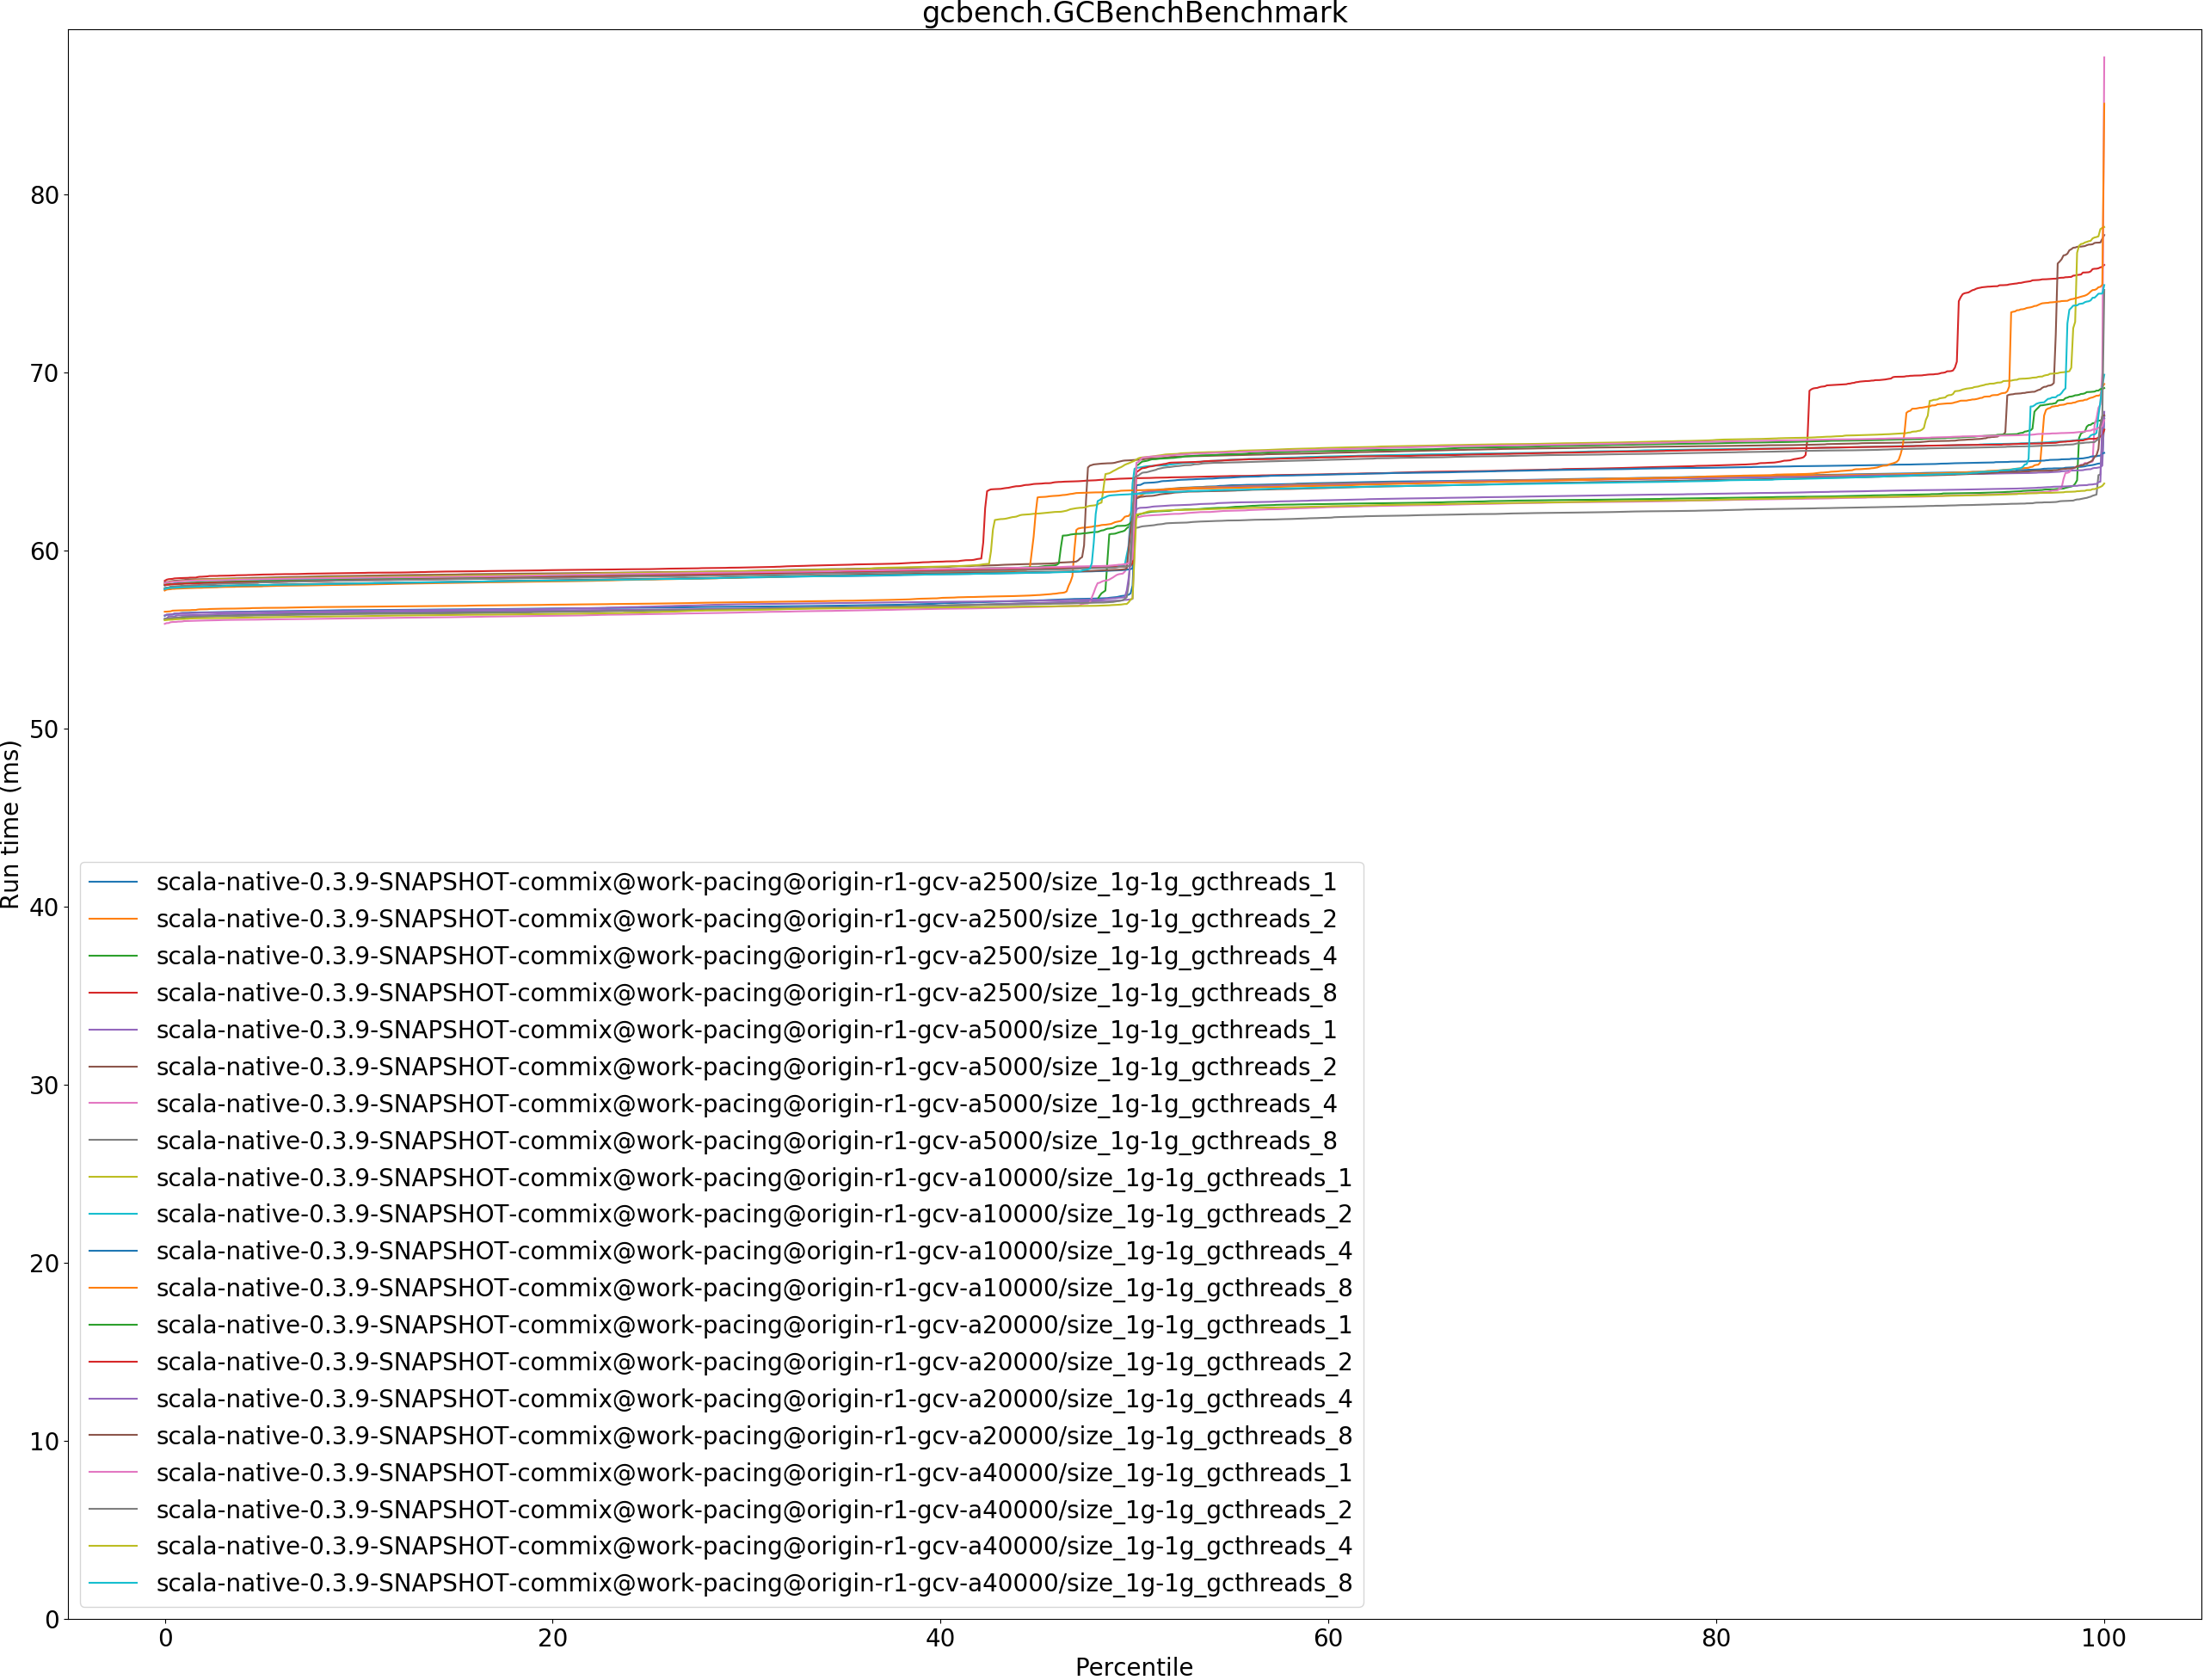 gcbench.GCBenchBenchmark
80
70
60
50
40
30
20
10
0
Run time (ms)
scala-native-0.3.9-SNAPSHOT-commix@work-pacing@origin-r1-gcv-a2500/size_1g-1g_gcthreads_1
scala-native-0.3.9-SNAPSHOT-commix@work-pacing@origin-r1-gcv-a2500/size_1g-1g_gcthreads_2
scala-native-0.3.9-SNAPSHOT-commix@work-pacing@origin-r1-gcv-a2500/size_1g-1g_gcthreads_4
scala-native-0.3.9-SNAPSHOT-commix@work-pacing@origin-r1-gcv-a2500/size_1g-1g_gcthreads_8
scala-native-0.3.9-SNAPSHOT-commix@work-pacing@origin-r1-gcv-a5000/size_1g-1g_gcthreads_1
scala-native-0.3.9-SNAPSHOT-commix@work-pacing@origin-r1-gcv-a5000/size_1g-1g_gcthreads_2
scala-native-0.3.9-SNAPSHOT-commix@work-pacing@origin-r1-gcv-a5000/size_1g-1g_gcthreads_4
scala-native-0.3.9-SNAPSHOT-commix@work-pacing@origin-r1-gcv-a5000/size_1g-1g_gcthreads_8
scala-native-0.3.9-SNAPSHOT-commix@work-pacing@origin-r1-gcv-a10000/size_1g-1g_gcthreads_1
scala-native-0.3.9-SNAPSHOT-commix@work-pacing@origin-r1-gcv-a10000/size_1g-1g_gcthreads_2
scala-native-0.3.9-SNAPSHOT-commix@work-pacing@origin-r1-gcv-a10000/size_1g-1g_gcthreads_4
scala-native-0.3.9-SNAPSHOT-commix@work-pacing@origin-r1-gcv-a10000/size_1g-1g_gcthreads_8
scala-native-0.3.9-SNAPSHOT-commix@work-pacing@origin-r1-gcv-a20000/size_1g-1g_gcthreads_1
scala-native-0.3.9-SNAPSHOT-commix@work-pacing@origin-r1-gcv-a20000/size_1g-1g_gcthreads_2
scala-native-0.3.9-SNAPSHOT-commix@work-pacing@origin-r1-gcv-a20000/size_1g-1g_gcthreads_4
scala-native-0.3.9-SNAPSHOT-commix@work-pacing@origin-r1-gcv-a20000/size_1g-1g_gcthreads_8
scala-native-0.3.9-SNAPSHOT-commix@work-pacing@origin-r1-gcv-a40000/size_1g-1g_gcthreads_1
scala-native-0.3.9-SNAPSHOT-commix@work-pacing@origin-r1-gcv-a40000/size_1g-1g_gcthreads_2
scala-native-0.3.9-SNAPSHOT-commix@work-pacing@origin-r1-gcv-a40000/size_1g-1g_gcthreads_4
scala-native-0.3.9-SNAPSHOT-commix@work-pacing@origin-r1-gcv-a40000/size_1g-1g_gcthreads_8
0 20 40 60 80 100
Percentile